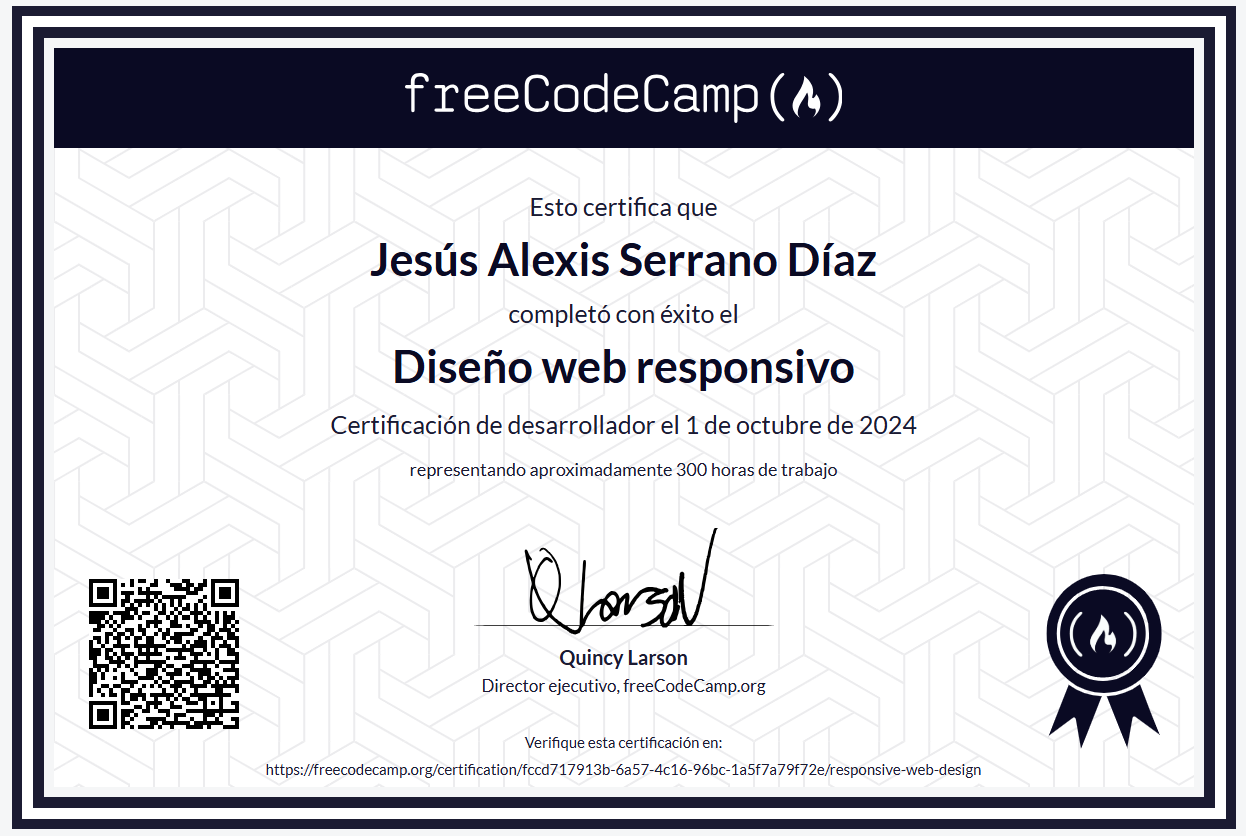 freeCodeCamp(🔥)
Esto certifica que
Jesús Alexis Serrano Díaz
completó con éxito el
Diseño web responsivo
Certificación de desarrollador el 1 de octubre de 2024
representando aproximadamente 300 horas de trabajo
Q Larson
Quincy Larson
Director ejecutivo, freeCodeCamp.org
Verifique esta certificación en:
https://freecodecamp.org/certification/fccd717913b-6a57-4c16-96bc-1a5f7a79f72e/responsive-web-design